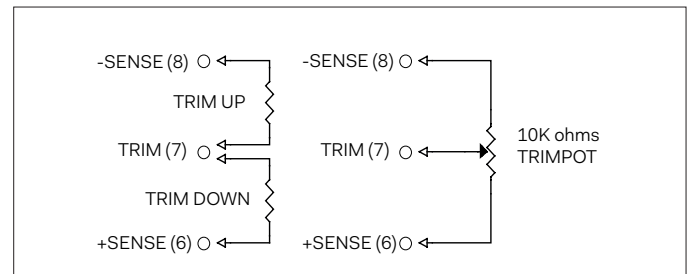 -SENSE (8)
TRIM UP
TRIM (7)
TRIM DOWN
+SENSE (6)
-SENSE (8)
TRIM (7)
10K ohms
TRIMPOT
+SENSE (6)